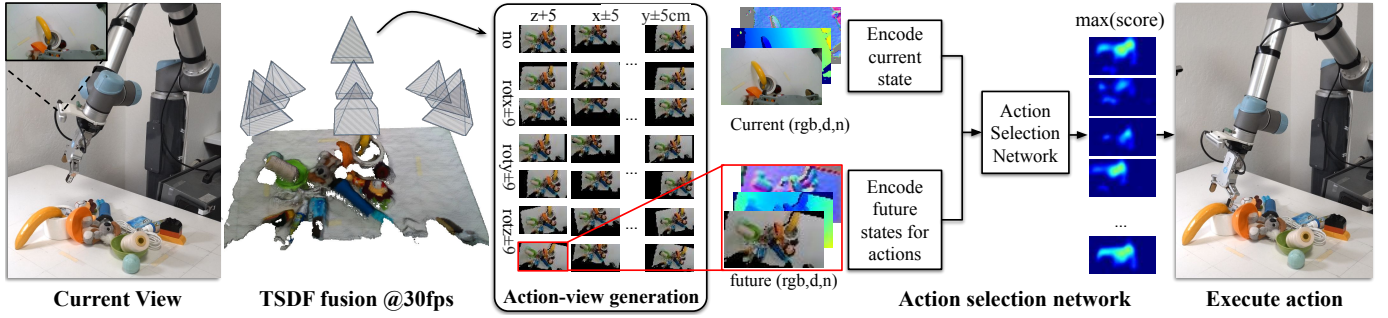 z+5 x±5 y±5cm
no
rotx±9
roty±9
rotz±9
...
...
...
...
Current (rgb,d,n)
future (rgb,d,n)
Encode
current
state
Encode
future
states for
actions
Action
Selection
Network
max(score)
...
Current View
TSDF fusion @30fps
Action-view generation
Action selection network
Execute action